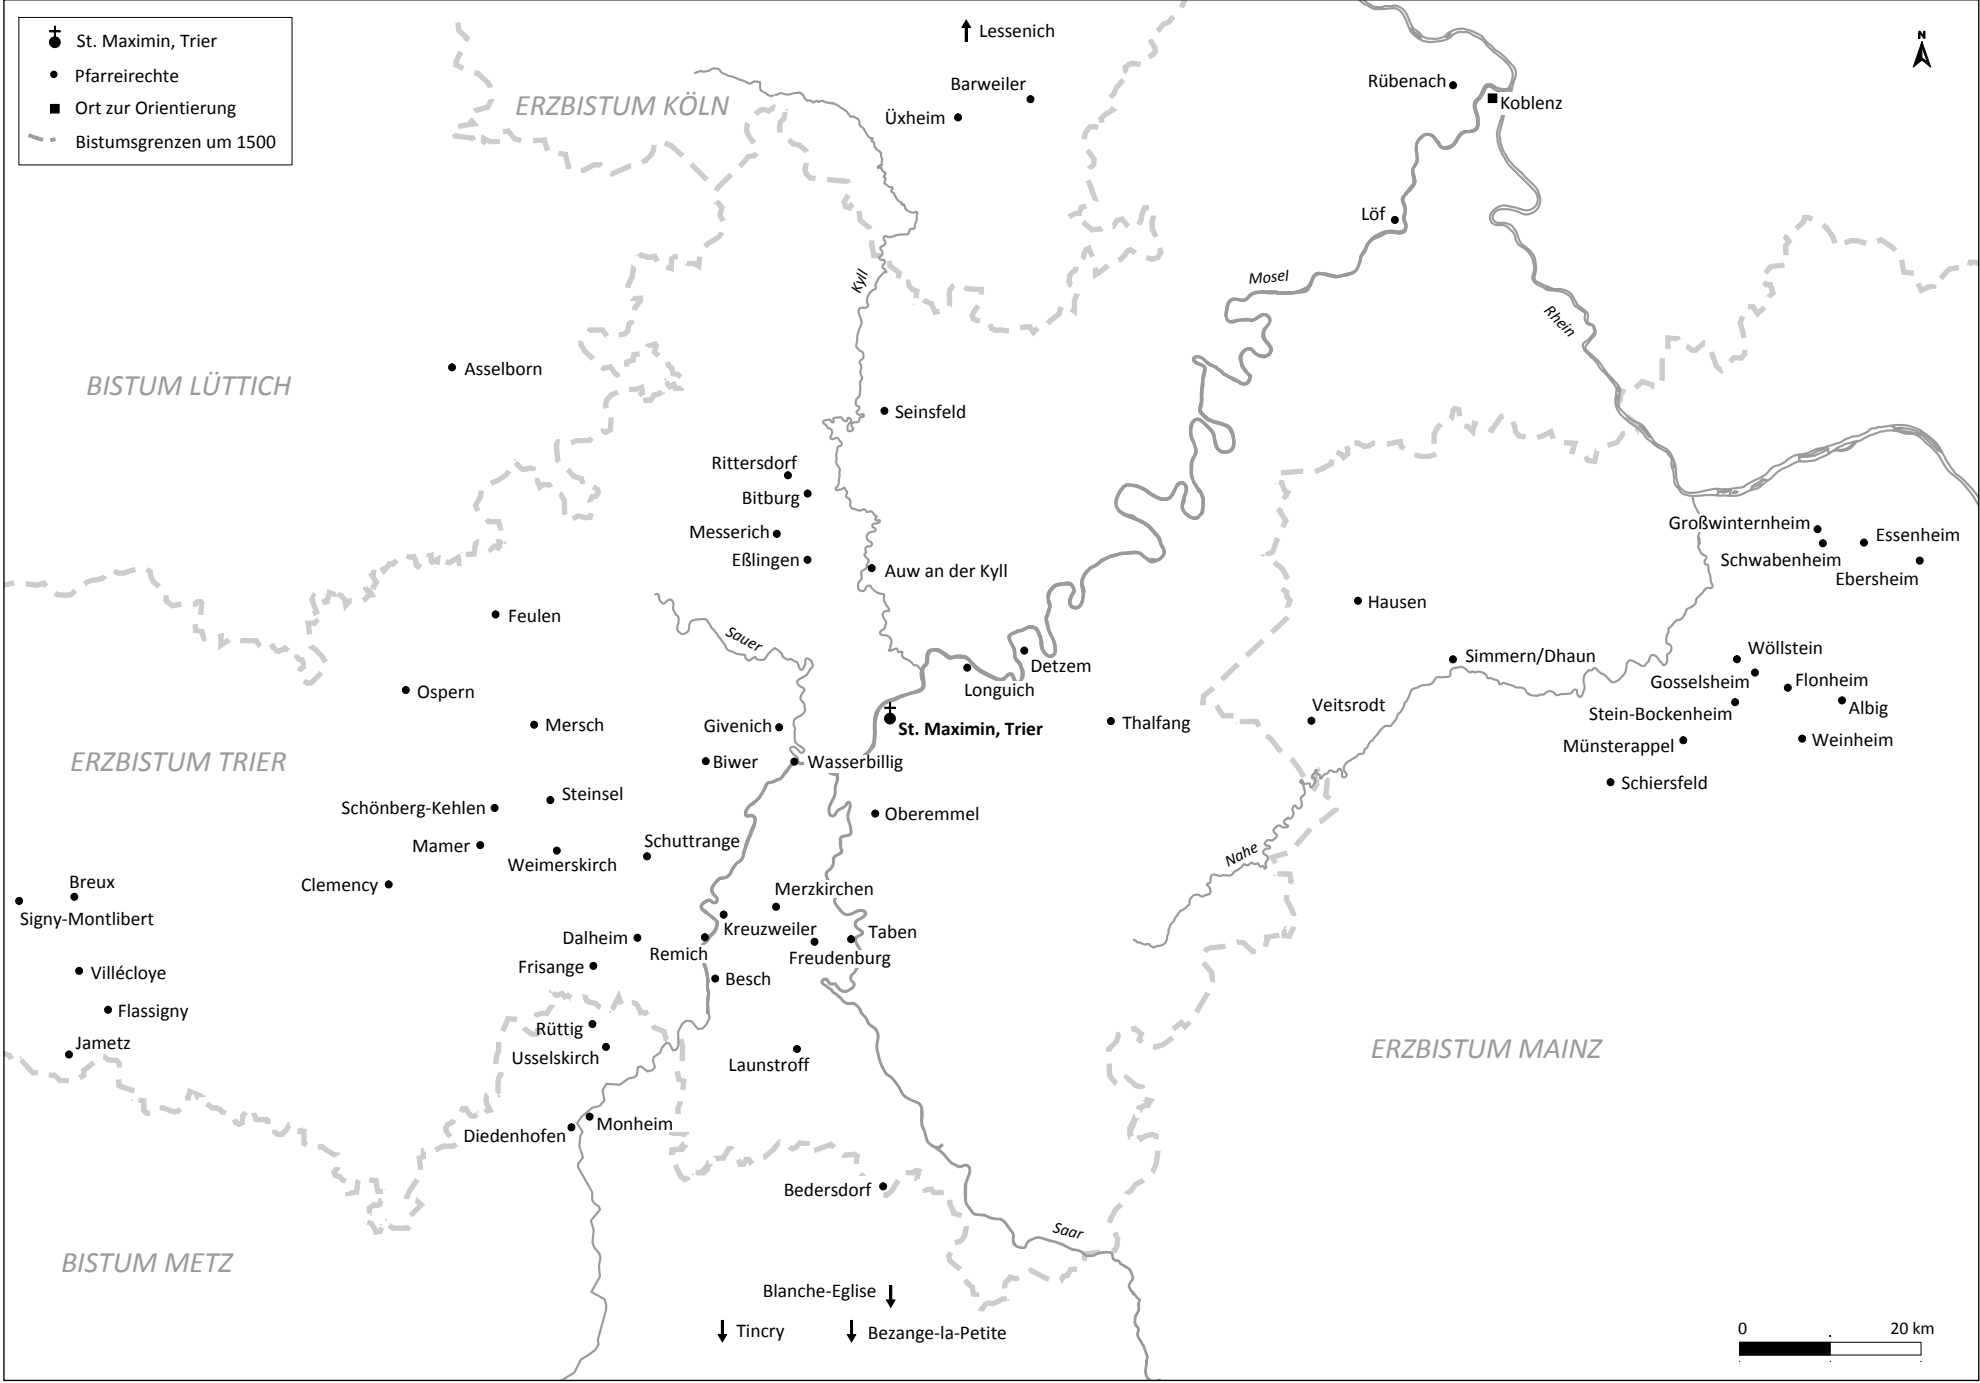 St. Maximin, Trier
Pfarreirechte
Ort zur Orientierung
Bistumsgrenzen um 1500
Lessenich
N
ERZBISTUM KÖLN
Barweiler
Üxheim
Rübenach
Koblenz
Löf
Kyll
Mosel
Rhein
BISTUM LÜTTICH
Asselborn
Seinsfeld
Rittersdorf
Bitburg
Messerich
Eßlingen
Auw an der Kyll
Großwinternheim
Essenheim
Schwabenheim
Ebersheim
Feulen
Sauer
Hausen
Detzem
Longuich
Simmern/Dhaun
Wöllstein
Gosselsheim
Flonheim
Albig
Stein-Bockenheim
Münsterappel
Weinheim
Schiersfeld
Ospern
Mersch
Givenich
St. Maximin, Trier
Thalfang
Veitsrodt
ERZBISTUM TRIER
Biwer
Wasserbillig
Steinsel
Schönberg-Kehlen
Oberemmel
Mamer
Weimerskirch
Schuttrange
Nahe
Clemency
Breux
Signy-Montlibert
Merzkirchen
Kreuzweiler
Taben
Dalheim
Remich
Freudenburg
Frisange
Besch
Villécloye
Flassigny
Jametz
Rüttig
Usselskirch
Launstroff
ERZBISTUM MAINZ
Monheim
Diedenhofen
Bedersdorf
Saar
BISTUM METZ
Blanche-Eglise
Tincry
Bezange-la-Petite
0 20 km